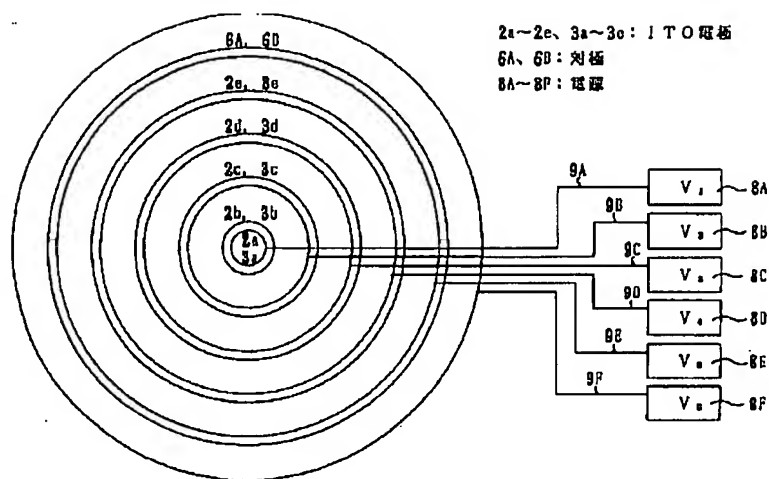 2a~2e、3a~3e：ITO電極
6A、6B：対極
8A~8F：電源
6A, 6B
2e, 3e
2d, 3d
2c, 3c
2b, 3b
2a
3a
9A
9B
9C
9D
9E
9F
V
V
V
V
V
V
8A
8B
8C
8D
8E
8F